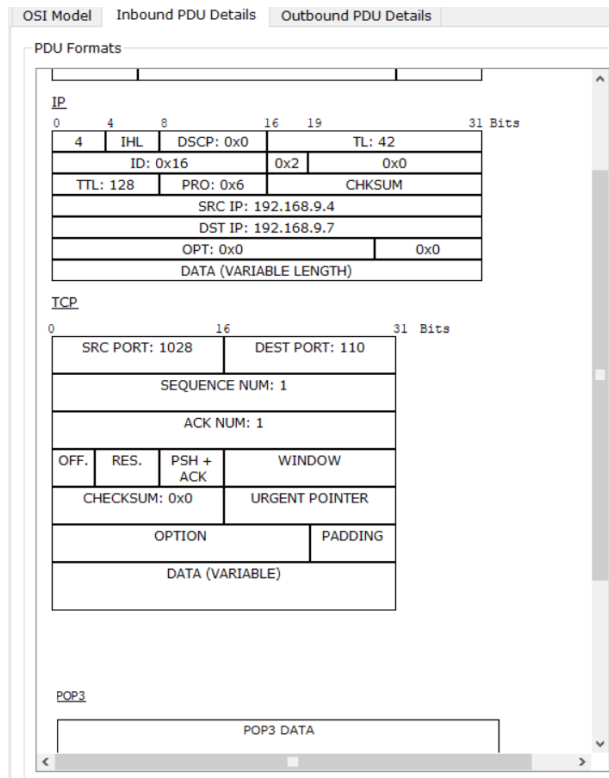 OSI Model Inbound PDU Details Outbound PDU Details
PDU Formats
IP
0 4 8 16 19 31 Bits
4 IHL DSCP: 0x0 TL: 42
ID: 0x16 0x2 0x0
TTL: 128 PRO: 0x6 CHKSUM
SRC IP: 192.168.9.4
DST IP: 192.168.9.7
OPT: 0x0 0x0
DATA (VARIABLE LENGTH)
TCP
0 16 31 Bits
SRC PORT: 1028 DEST PORT: 110
SEQUENCE NUM: 1
ACK NUM: 1
OFF. RES. PSH + WINDOW
ACK
CHECKSUM: 0x0 URGENT POINTER
OPTION PADDING
DATA (VARIABLE)
POP3
POP3 DATA